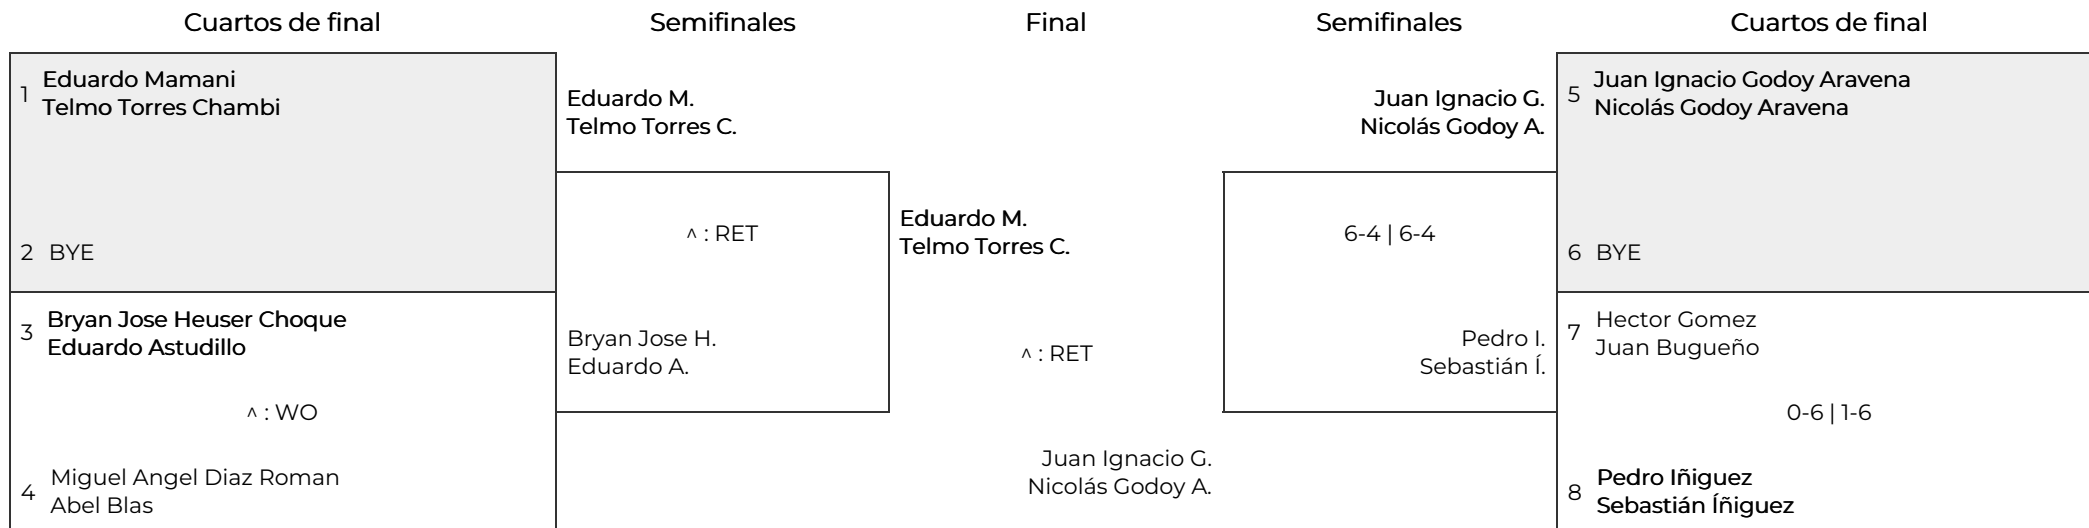 Cuartos de final
Semifinales
Final
Semifinales
Cuartos de final
1
Eduardo Mamani
Telmo Torres Chambi
2 BYE
3
Bryan Jose Heuser Choque
Eduardo Astudillo
^ : WO
4
Miguel Angel Diaz Roman
Abel Blas
Eduardo M.
Telmo Torres C.
^ : RET
Bryan Jose H.
Eduardo A.
Eduardo M.
Telmo Torres C.
^ : RET
Juan Ignacio G.
Nicolás Godoy A.
Juan Ignacio G.
Nicolás Godoy A.
6-4 | 6-4
Pedro I.
Sebastián Í.
5
Juan Ignacio Godoy Aravena
Nicolás Godoy Aravena
6 BYE
7
Hector Gomez
Juan Bugueño
0-6 | 1-6
8
Pedro Iñiguez
Sebastián Íñiguez